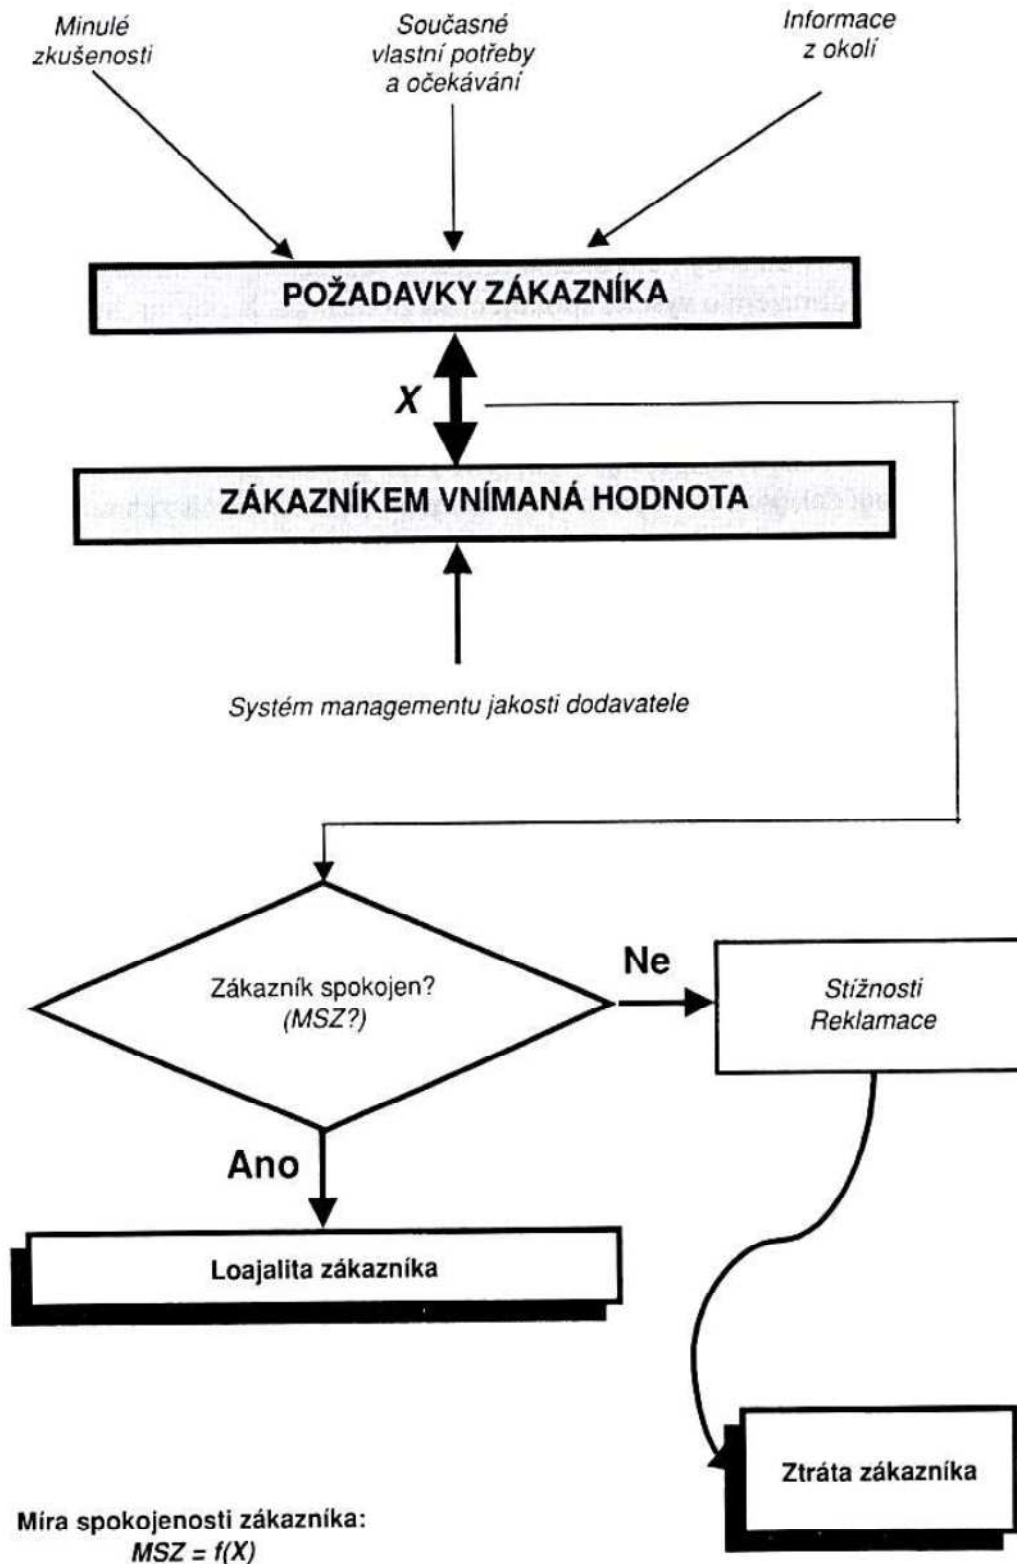 Minulé
zkušenosti
Současné
vlastní potřeby
a očekávání
Informace
z okolí
POŽADAVKY ZÁKAZNÍKA
X
ZÁKAZNÍKEM VNÍMANÁ HODNOTA
Systém managementu jakosti dodavatele
Zákazník spokojen?
(MSZ?)
Ne
Stížnosti
Reklamace
Ano
Loajalita zákazníka
Ztráta zákazníka
Míra spokojenosti zákazníka:
MSZ = f(X)